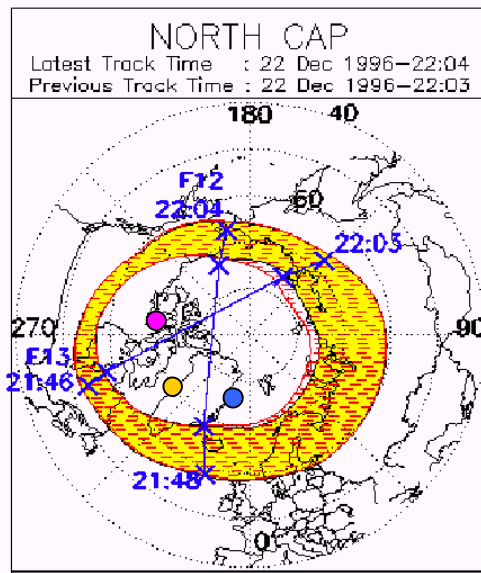 NORTH CAP
Latest Track Time : 22 Dec 1996-22:04
Previous Track Time : 22 Dec 1996-22:03
180 40
F12
60
22:04
22:03
270 90
F13
21:46
21:48
0